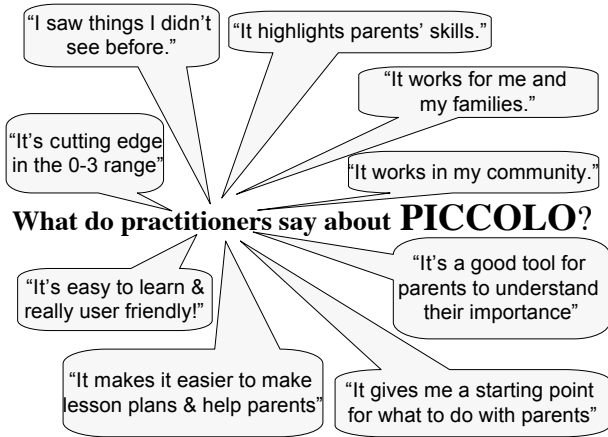 “I saw things I didn’t
see before.”
“It highlights parents’ skills.”
“It works for me and
my families.”
“It’s cutting edge
in the 0-3 range”
“It works in my community.”
What do practitioners say about PICCOLO?
“It’s easy to learn &
really user friendly!”
“It’s a good tool for
parents to understand
their importance”
“It makes it easier to make
lesson plans & help parents”
“It gives me a starting point
for what to do with parents”